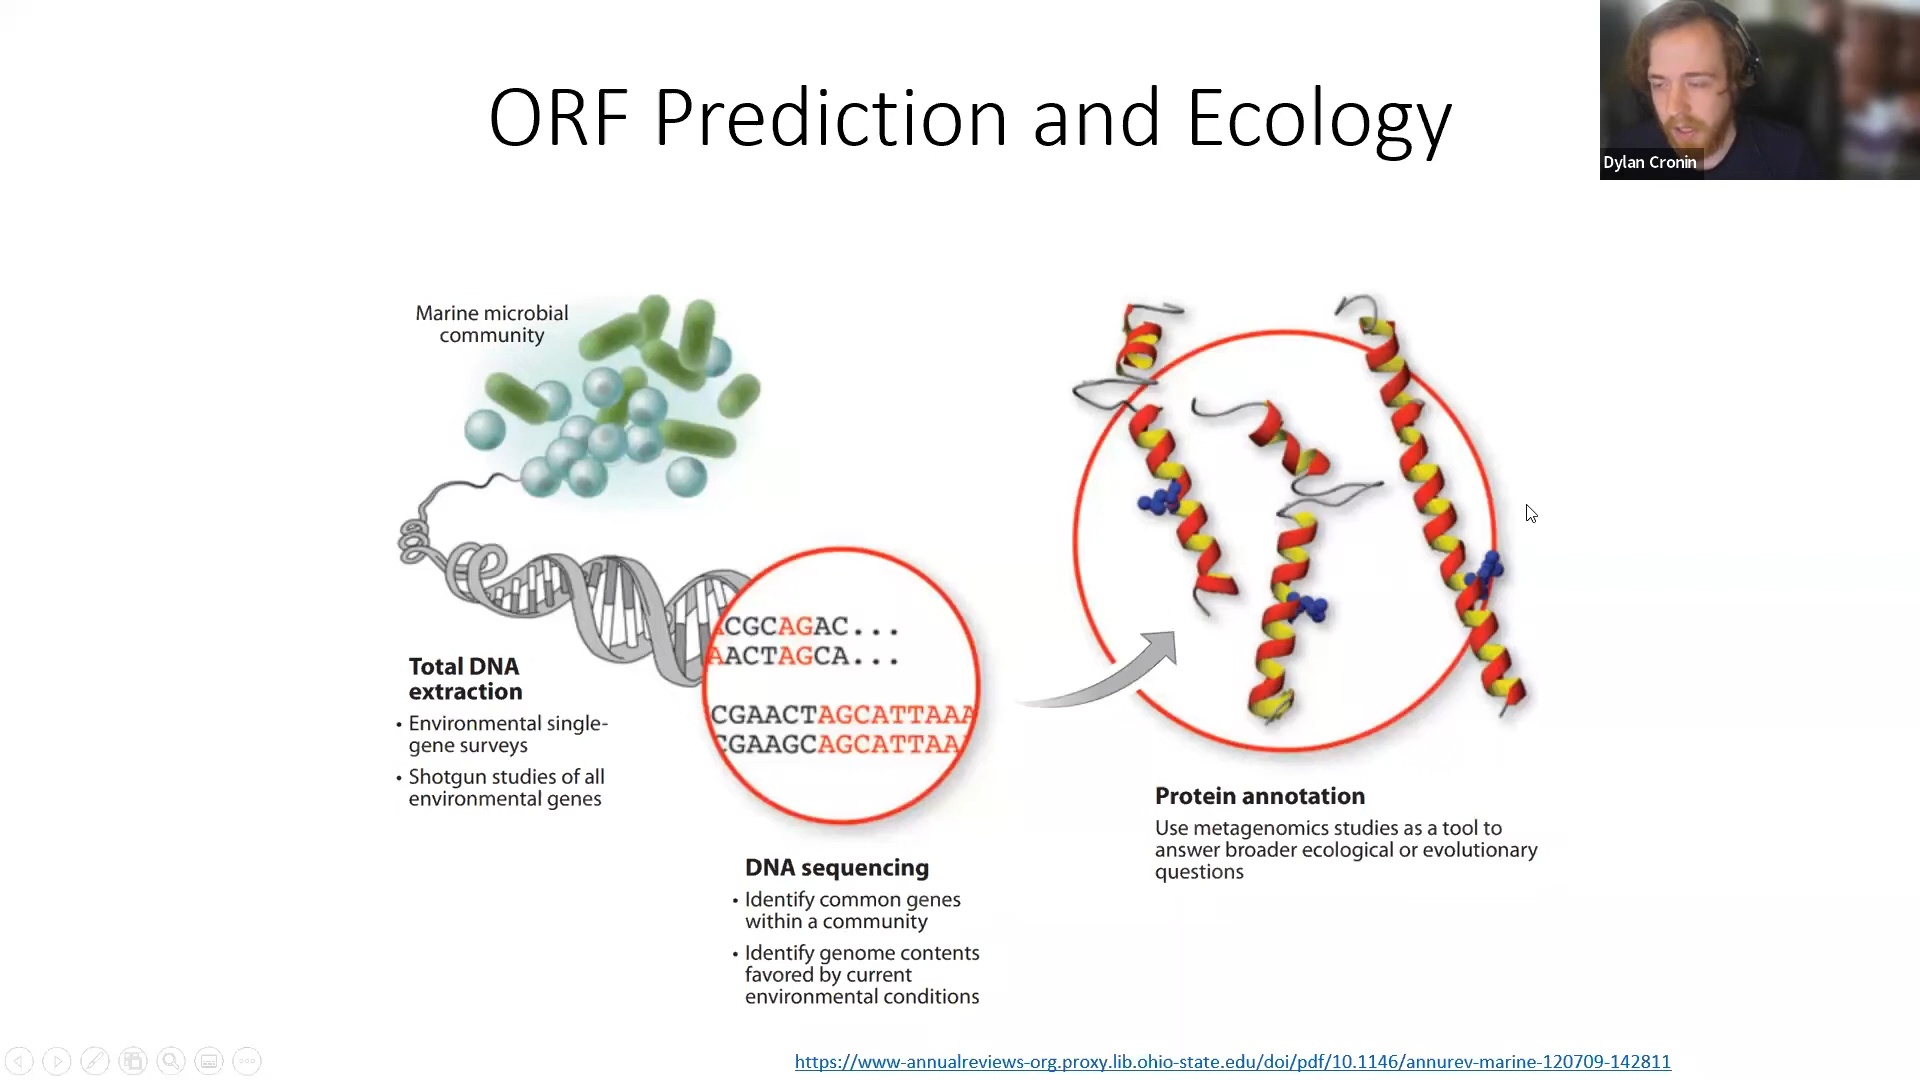 ORF Prediction and Ecology
Dylan Cronin
Marine microbial
community
ACGCAGAC...
AACTAGCA...
CGAACTAGCATTAAA
CGAAGCAGCATTAA
Total DNA
extraction
• Environmental single-
gene surveys
• Shotgun studies of all
environmental genes
DNA sequencing
• Identify common genes
within a community
• Identify genome contents
favored by current
environmental conditions
Protein annotation
Use metagenomics studies as a tool to
answer broader ecological or evolutionary
questions
https://www-annualreviews-org.proxy.lib.ohio-state.edu/doi/pdf/10.1146/annurev-marine-120709-142811